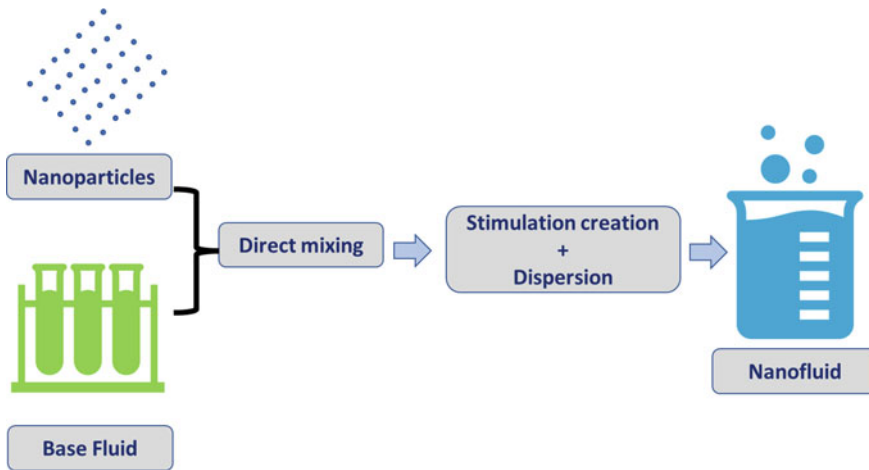 Nanoparticles
Base Fluid
Direct mixing
Stimulation creation
+
Dispersion
Nanofluid